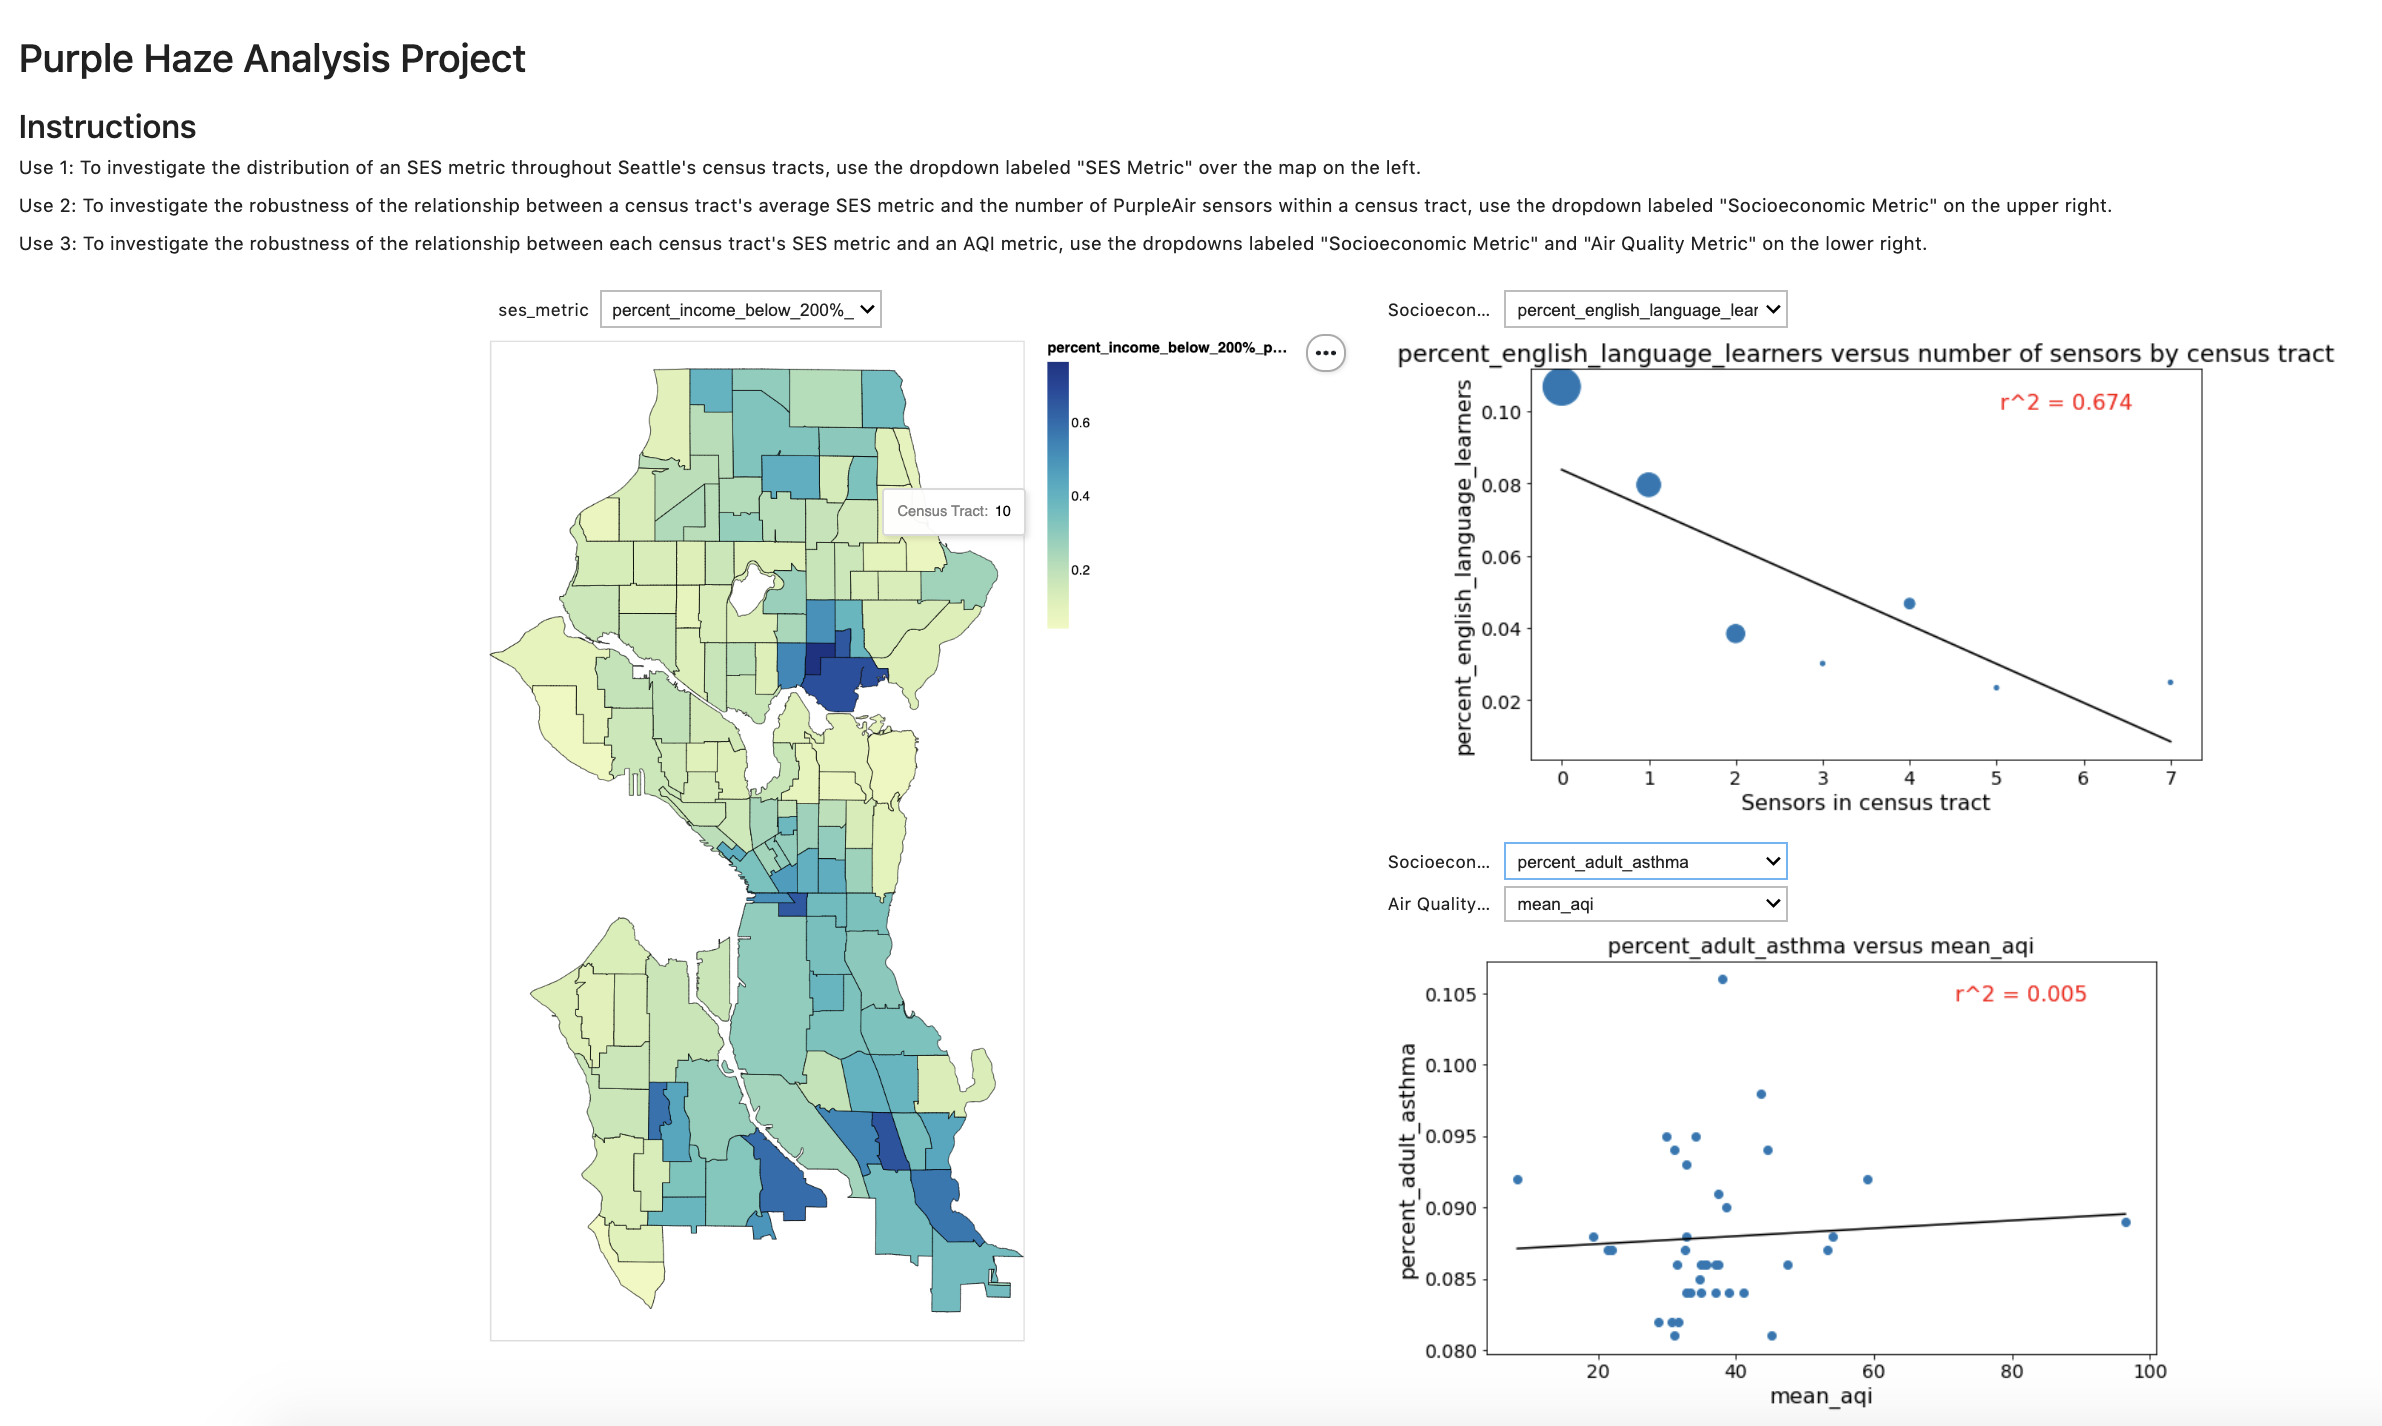 Purple Haze Analysis Project
Instructions
Use 1: To investigate the distribution of an SES metric throughout Seattle's census tracts, use the dropdown labeled "SES Metric" over the map on the left.
Use 2: To investigate the robustness of the relationship between a census tract's average SES metric and the number of PurpleAir sensors within a census tract, use the dropdown labeled "Socioeconomic Metric" on the upper right.
Use 3: To investigate the robustness of the relationship between each census tract's SES metric and an AQI metric, use the dropdowns labeled "Socioeconomic Metric" and "Air Quality Metric" on the lower right.
ses_metric
percent_income_below_200%_
percent_income_below_200%_p...
0.6
0.4
0.2
Census Tract: 10
Socioecon...
percent_english_language_lear
percent_english_language_learners versus number of sensors by census tract
r^2 = 0.674
percent_english_language_learners
0.10
0.08
0.06
0.04
0.02
0 1 2 3 4 5 6 7
Sensors in census tract
Socioecon...
percent_adult_asthma
Air Quality...
mean_aqi
percent_adult_asthma versus mean_aqi
r^2 = 0.005
percent_adult_asthma
0.105
0.100
0.095
0.090
0.085
0.080
20 40 60 80 100
mean_aqi